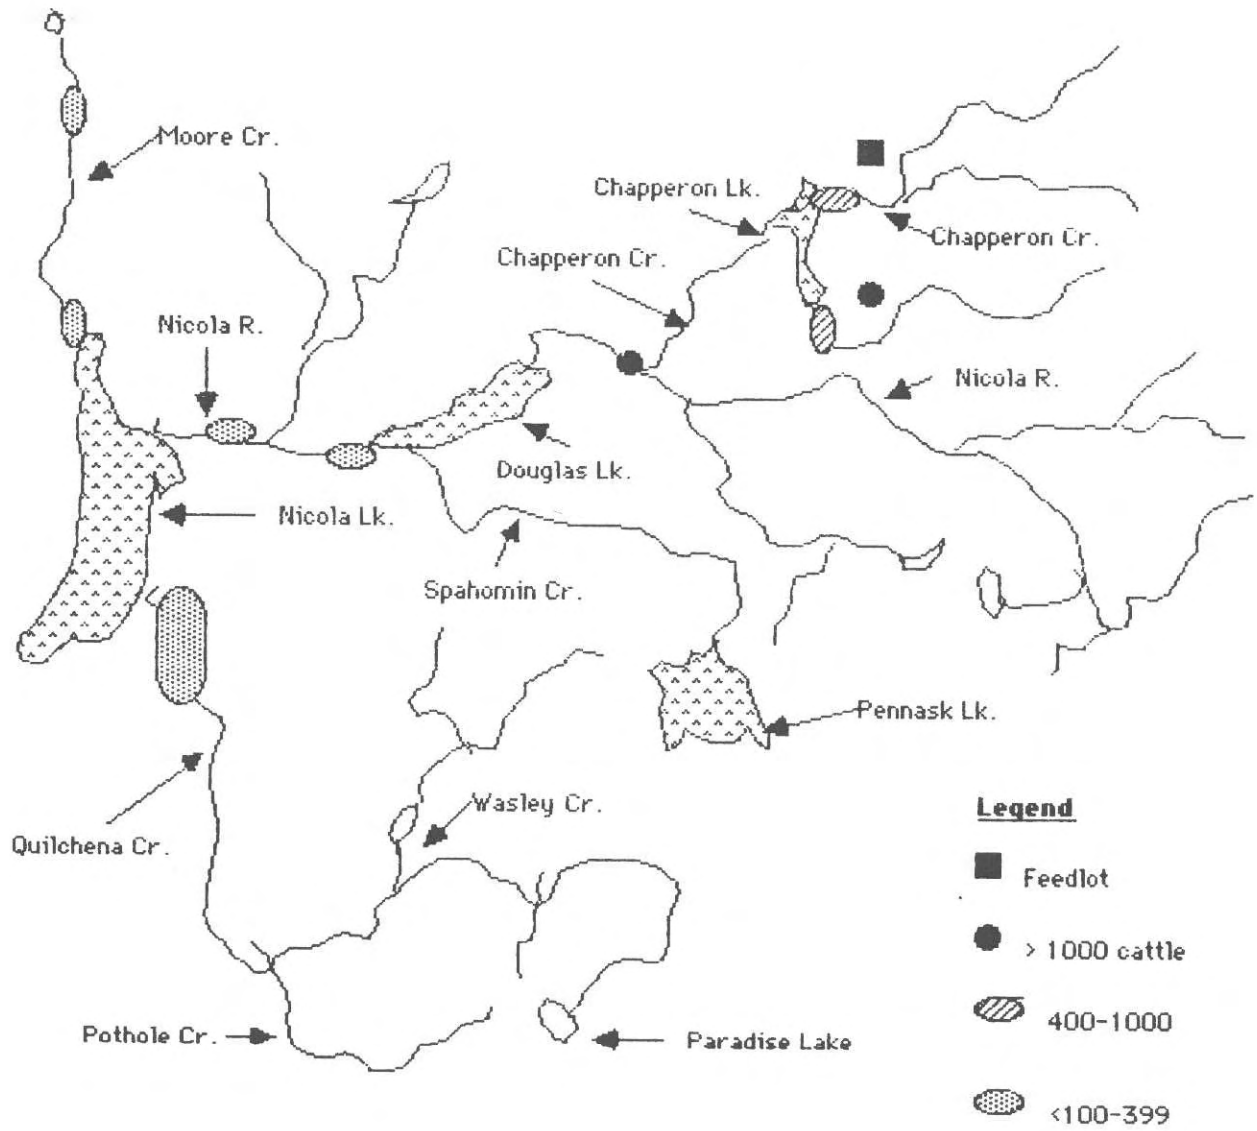 Moore Cr.
Chapperon Lk.
Chapperon Cr.
Chapperon Cr.
Nicola R.
Nicola R.
Douglas Lk.
Nicola Lk.
Spahomin Cr.
Pennask Lk.
Wasley Cr.
Quilchena Cr.
Pothole Cr.
Paradise Lake
Legend
Feedlot
> 1000 cattle
400-1000
<100-399